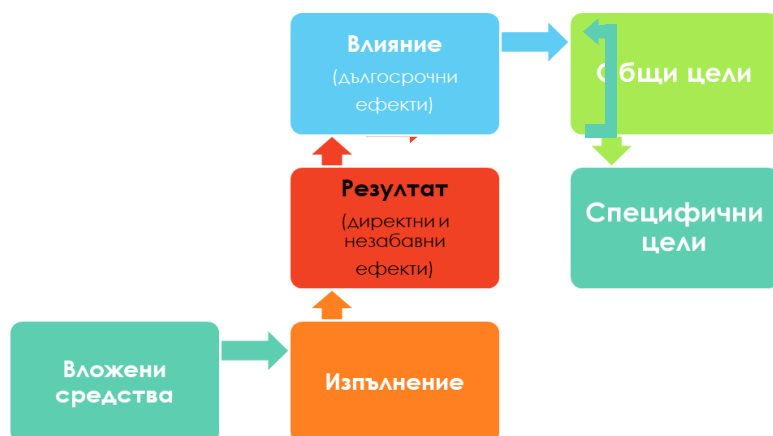 Влияние
(дългосрочни
ефекти)
Общи цели
Резултат
(директни и
незабавни
ефекти)
Специфични
цели
Вложени
средства
Изпълнение